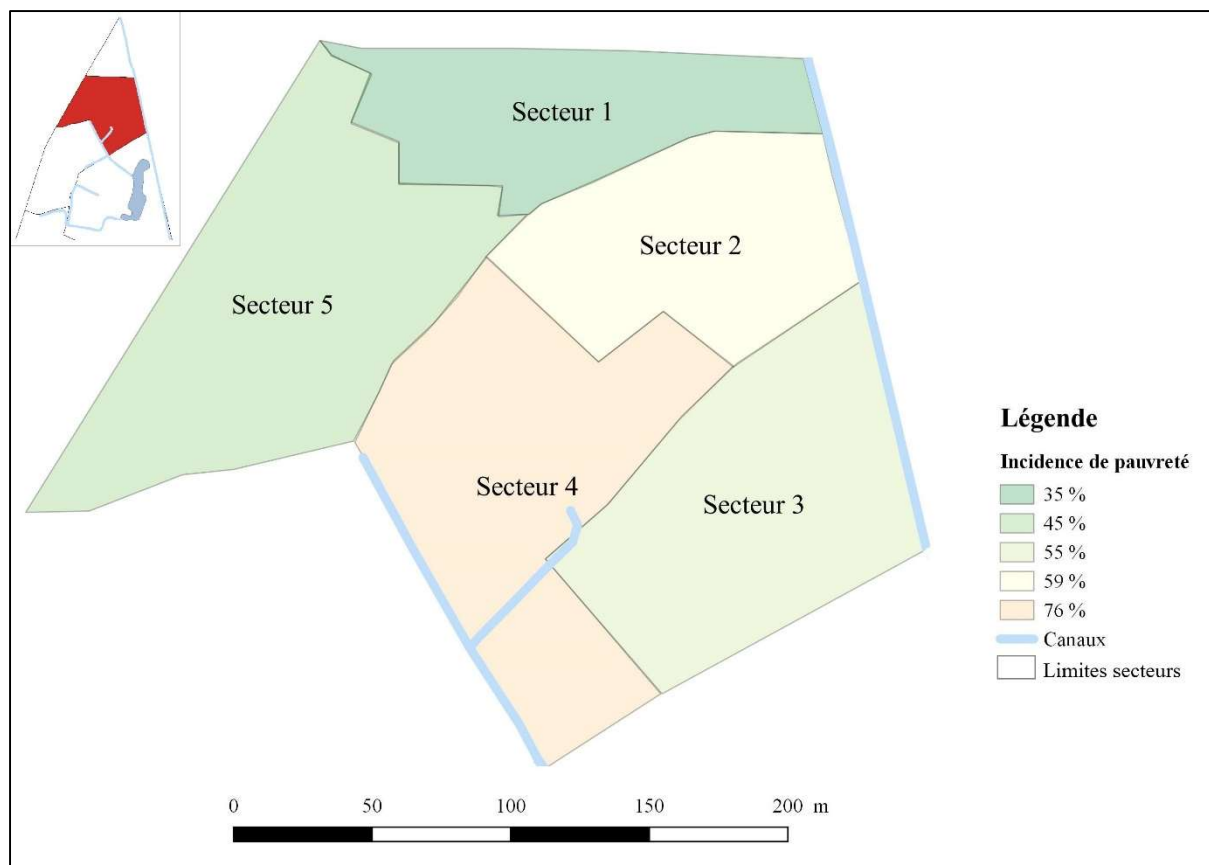 Secteur 1
Secteur 2
Secteur 5
Secteur 4
Secteur 3
Légende
Incidence de pauvreté
35 %
45 %
55 %
59 %
76 %
Canaux
Limites secteurs
0 50 100 150 200 m